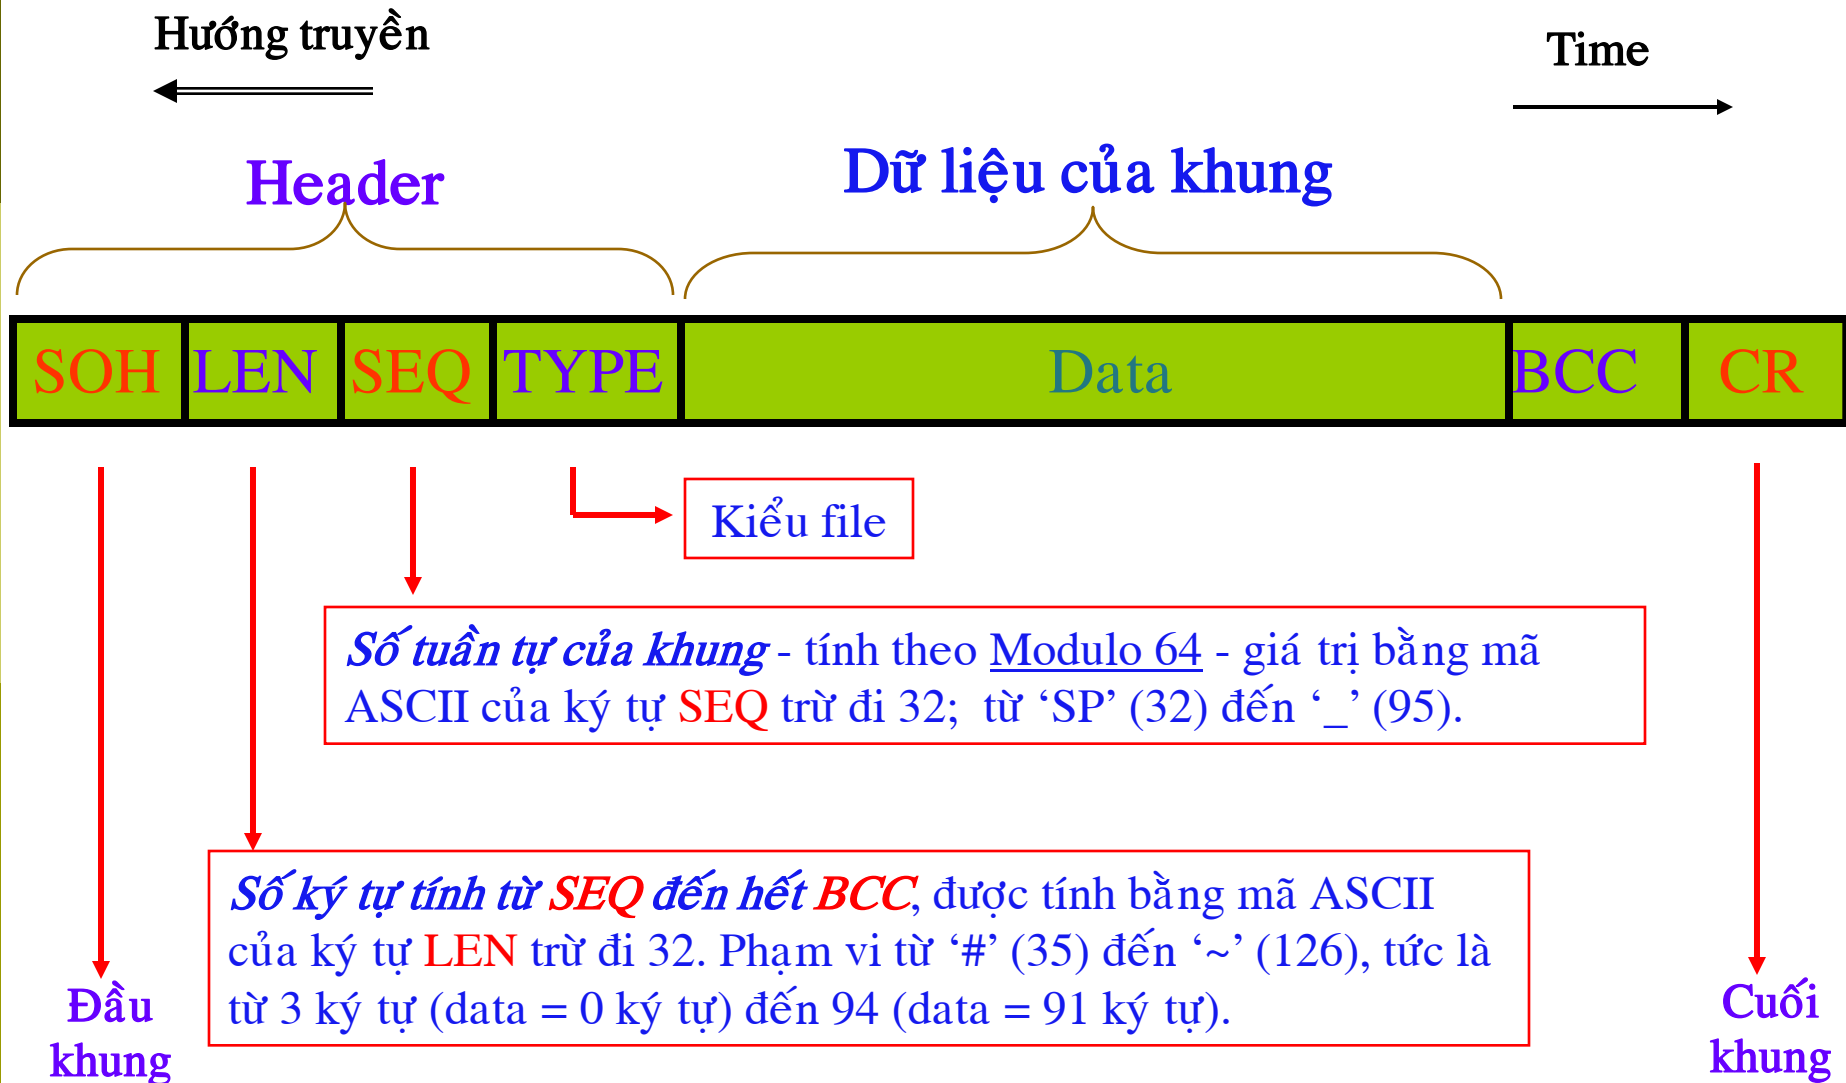 Hướng truyền
Time
Header
Dữ liệu của khung
SOH LEN SEQ TYPE Data BCC CR
Kiểu file
Số tuần tự của khung - tính theo Modulo 64 - giá trị bằng mã
ASCII của ký tự SEQ trừ đi 32; từ ‘SP’ (32) đến ‘_’ (95).
Số ký tự tính từ SEQ đến hết BCC, được tính bằng mã ASCII
của ký tự LEN trừ đi 32. Phạm vi từ ‘#’ (35) đến ‘~’ (126), tức là
từ 3 ký tự (data = 0 ký tự) đến 94 (data = 91 ký tự).
Đầu
khung
Cuối
khung